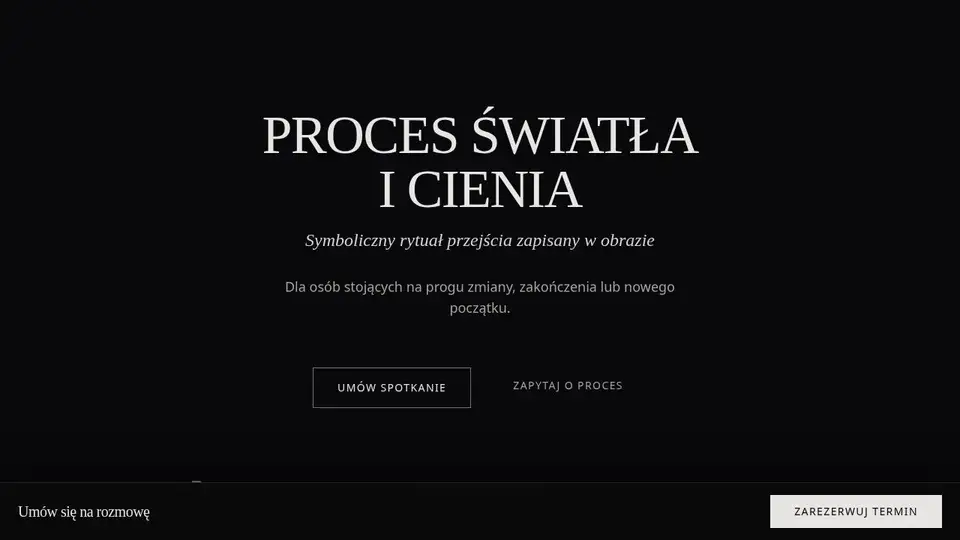 PROCES ŚWIATŁA
I CIENIA
Symboliczny rytuał przejścia zapisany w obrazie
Dla osób stojących na progu zmiany, zakończenia lub nowego
początku.
UMÓW SPOTKANIE
ZAPYTAJ O PROCES
Umów się na rozmowę
ZAREZERWUJ TERMIN